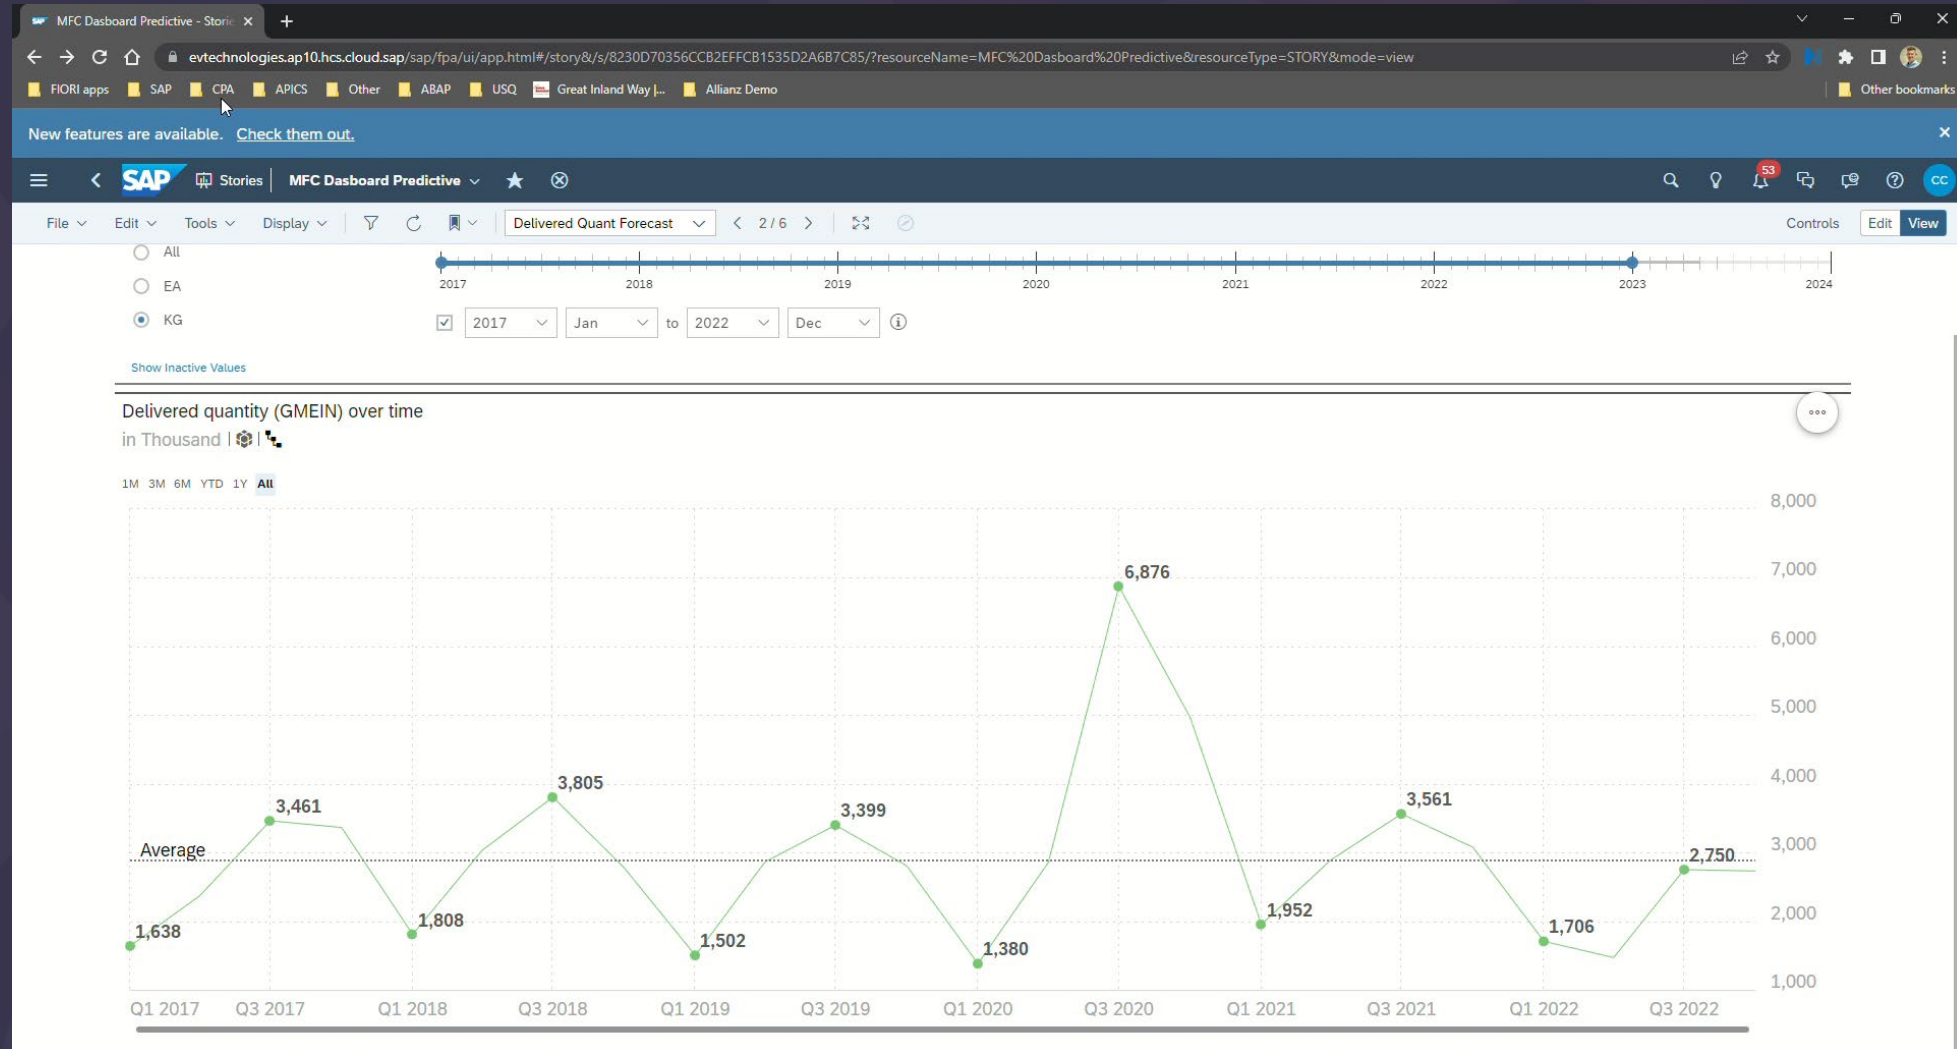 MFC Dasboard Predictive - Storie
evtechnologies.ap10.hcs.cloud.sap/sap/fpa/ui/app.html#/story&/s/8230D70356CCB2EFFCB1535D2A6B7C85/?resourceName=MFC%20Dasboard%20Predictive&resourceType=STORY&mode=view
FIORI apps SAP CPA APICS Other ABAP USQ Great Inland Way |... Allianz Demo Other bookmarks
New features are available. Check them out.
SAP Stories MFC Dasboard Predictive 53 CC
File Edit Tools Display Delivered Quant Forecast 2 / 6 Controls Edit View
All
EA
KG
2017 2018 2019 2020 2021 2022 2023 2024
2017 Jan to 2022 Dec
Show Inactive Values
Delivered quantity (GMEIN) over time
in Thousand
1M 3M 6M YTD 1Y All
8,000
7,000
6,000
5,000
4,000
3,000
2,000
1,000
6,876
3,805
3,461
3,399
3,561
Average
2,750
1,638
1,808
1,502
1,380
1,952
1,706
Q1 2017 Q3 2017 Q1 2018 Q3 2018 Q1 2019 Q3 2019 Q1 2020 Q3 2020 Q1 2021 Q3 2021 Q1 2022 Q3 2022